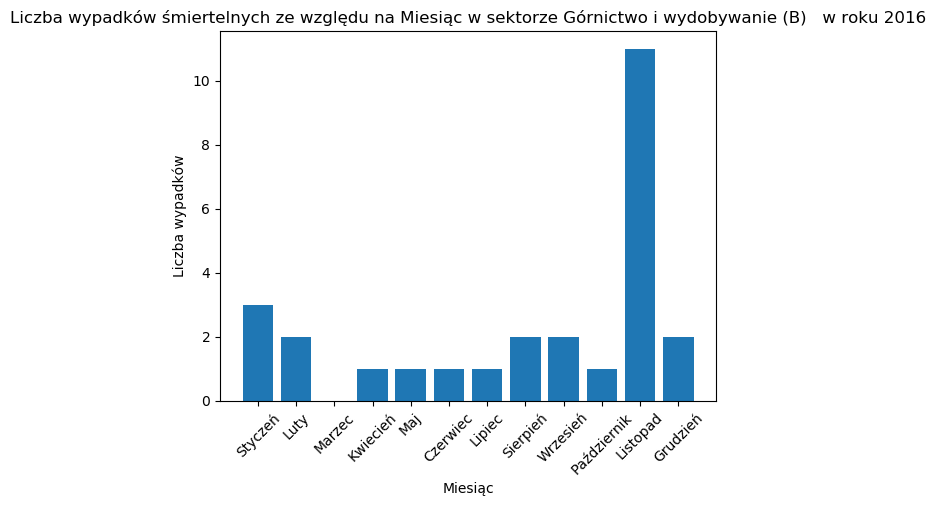 Liczba wypadków śmiertelnych ze względu na Miesiąc w sektorze Górnictwo i wydobywanie (B)   w roku 2016
10
8
6
4
2
0
Liczba wypadków
Styczeń
Luty
Marzec
Kwiecień
Maj
Czerwiec
Lipiec
Sierpień
Wrzesień
Październik
Listopad
Grudzień
Miesiąc